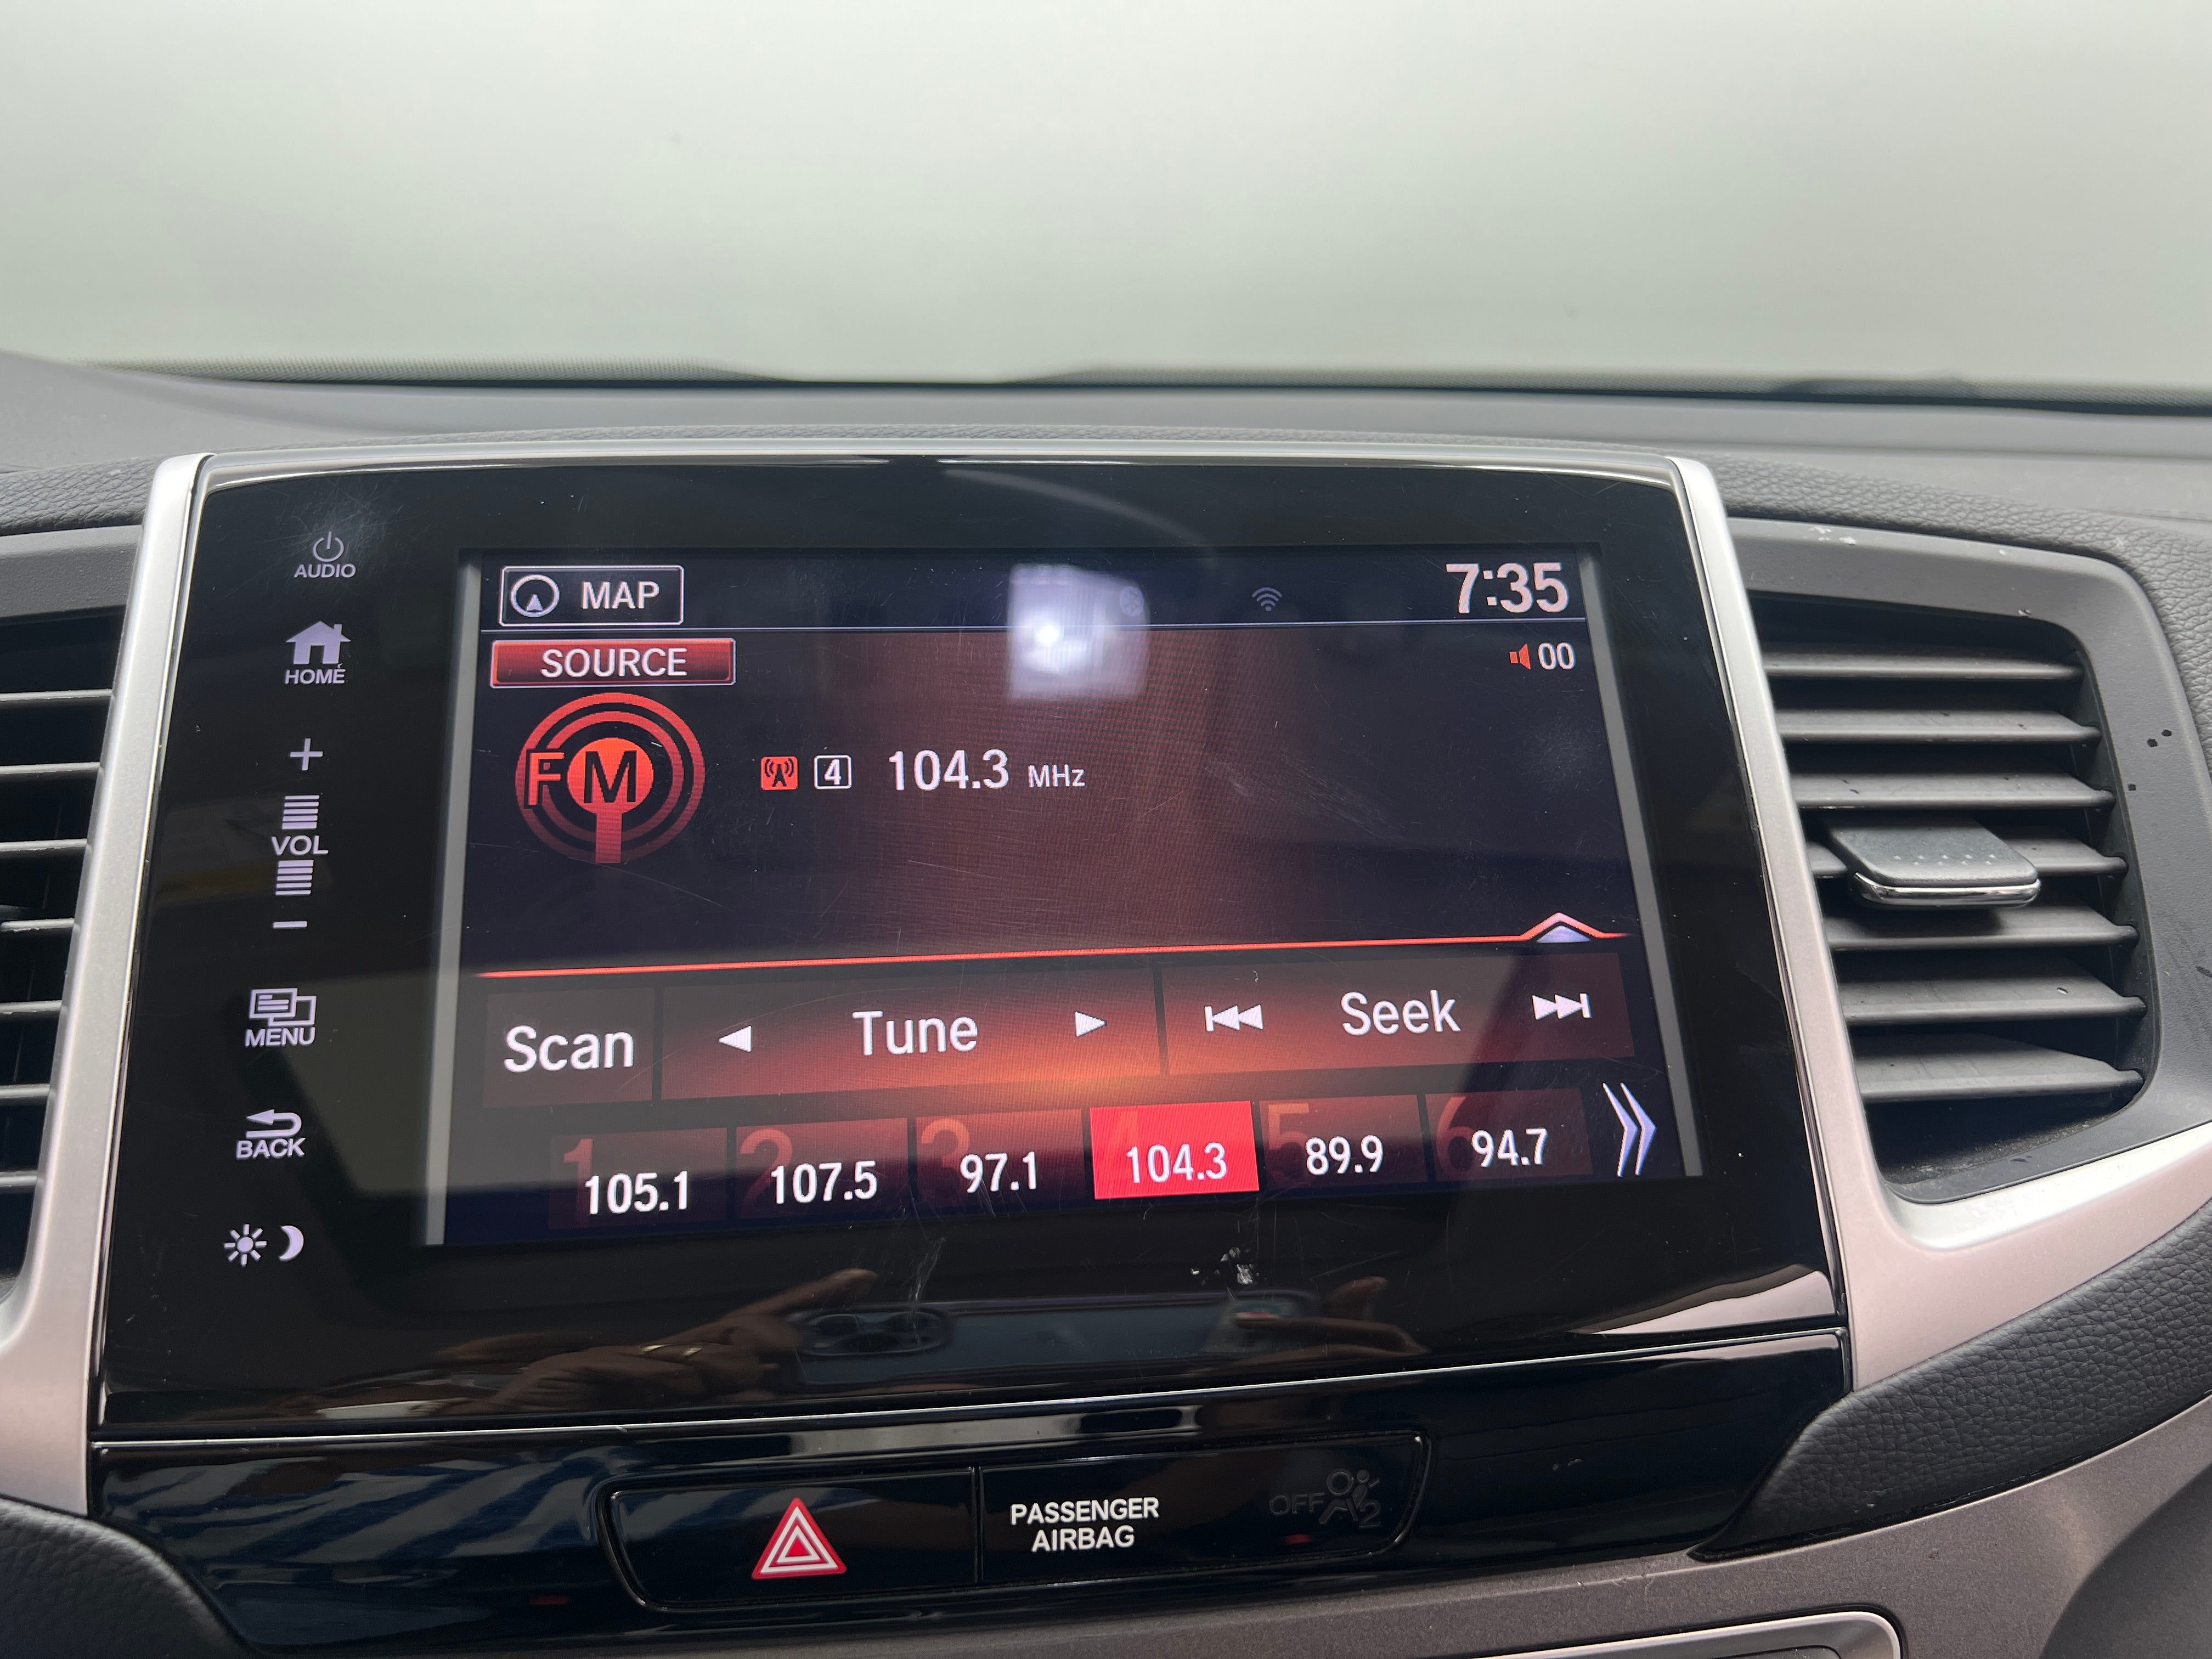 AUDIO
HOME
+
VOL
−
MENU
BACK
MAP
7:35
SOURCE
00
FM
4 104.3 MHz
Scan Tune Seek
1 2 3 4 5 6
105.1 107.5 97.1 104.3 89.9 94.7
PASSENGER
AIRBAG
OFF 2